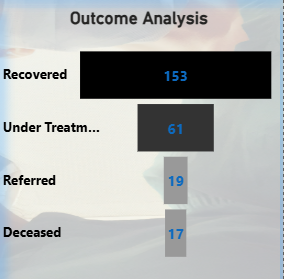 Outcome Analysis
Recovered 153
Under Treatm... 61
Referred 19
Deceased 17